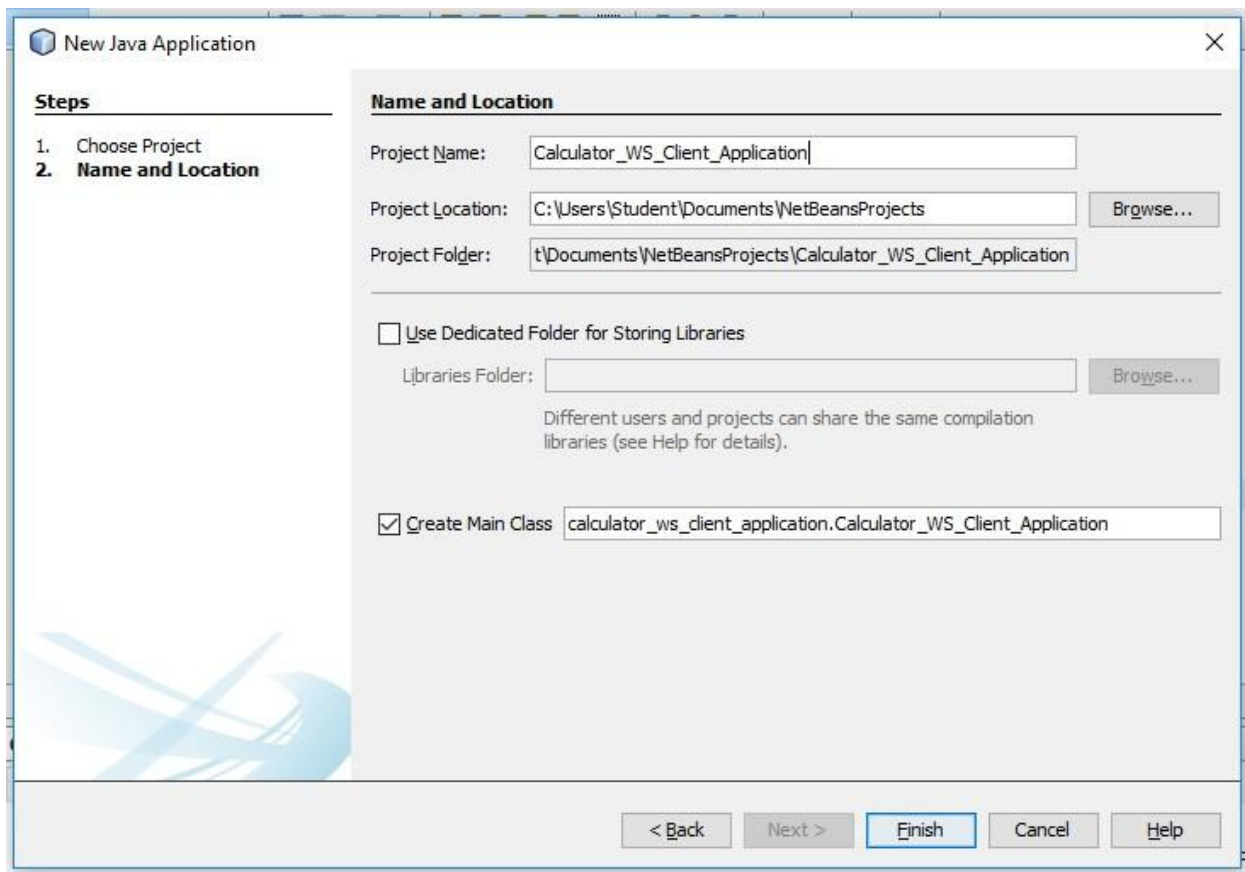 New Java Application
Steps
1. Choose Project
2. Name and Location
Name and Location
Project Name: Calculator_WS_Client_Application
Project Location: C:\Users\Student\Documents\NetBeansProjects Browse...
Project Folder: t\Documents\NetBeansProjects\Calculator_WS_Client_Application
Use Dedicated Folder for Storing Libraries
Libraries Folder: Browse...
Different users and projects can share the same compilation
libraries (see Help for details).
Create Main Class calculator_ws_client_application.Calculator_WS_Client_Application
< Back Next > Finish Cancel Help